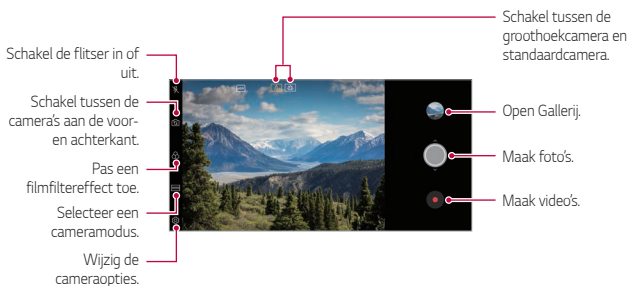 Schakel tussen de
groothoekcamera en
standaardcamera.
Schakel de flitser in of
uit.
Schakel tussen de
camera's aan de voor-
en achterkant.
Pas een
filmfiltereffect toe.
Selecteer een
cameramodus.
Wijzig de
cameraopties.
Open Gallerij.
Maak foto's.
Maak video's.